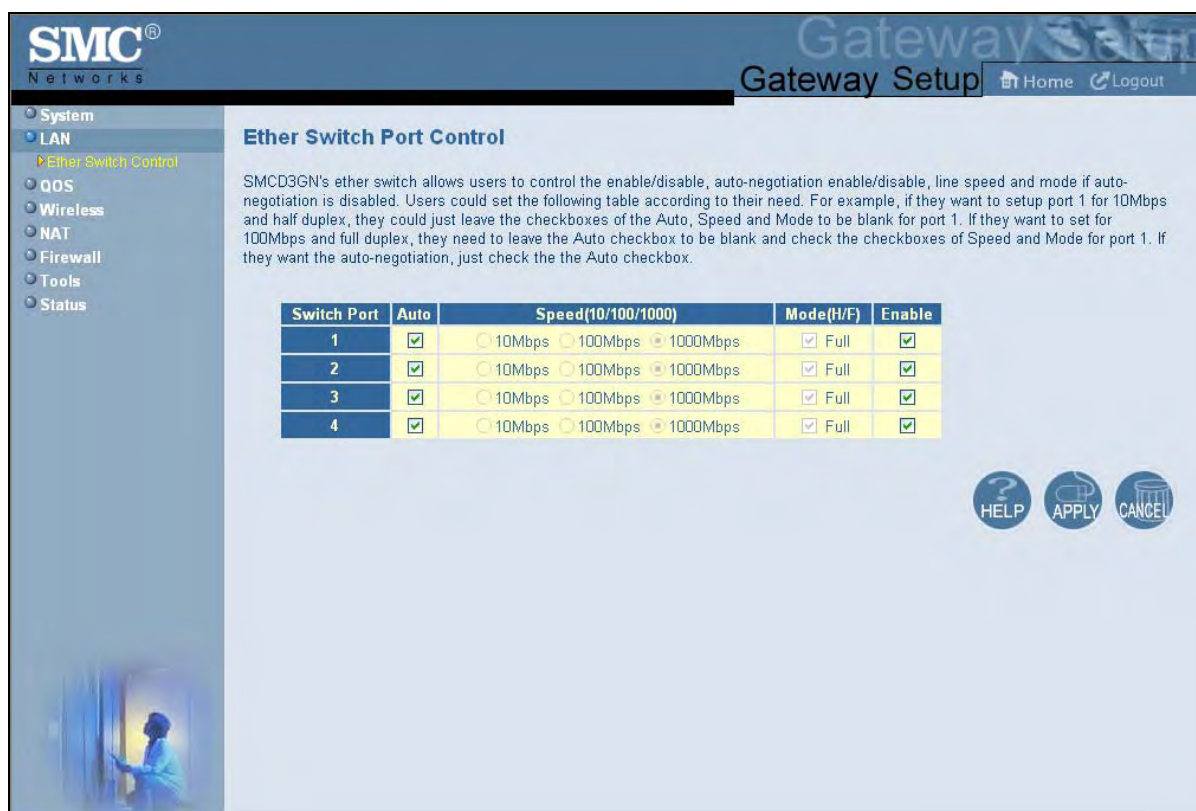 SMC®
Networks
Gateway Setup
Gateway Setup
Home
Logout
System
LAN
Ether Switch Control
QOS
Wireless
NAT
Firewall
Tools
Status
Ether Switch Port Control
SMCD3GN's ether switch allows users to control the enable/disable, auto-negotiation enable/disable, line speed and mode if auto-
negotiation is disabled. Users could set the following table according to their need. For example, if they want to setup port 1 for 10Mbps
and half duplex, they could just leave the checkboxes of the Auto, Speed and Mode to be blank for port 1. If they want to set for
100Mbps and full duplex, they need to leave the Auto checkbox to be blank and check the checkboxes of Speed and Mode for port 1. If
they want the auto-negotiation, just check the the Auto checkbox.
Switch Port Auto Speed(10/100/1000) Mode(H/F) Enable
1 10Mbps 100Mbps 1000Mbps Full
2 10Mbps 100Mbps 1000Mbps Full
3 10Mbps 100Mbps 1000Mbps Full
4 10Mbps 100Mbps 1000Mbps Full
HELP APPLY CANCEL